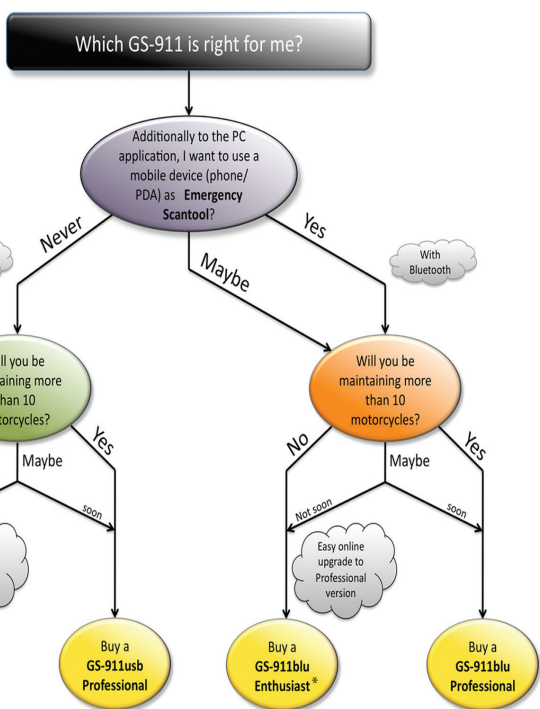 Which GS-911 is right for me?
Additionally to the PC
application, I want to use a
mobile device (phone/
PDA) as Emergency
Scantool?
Never
Maybe
Yes
With
Bluetooth
you be
more
10
Yes
Maybe
soon
Buy a
GS-911usb
Professional
Will you be
maintaining more
than 10
motorcycles?
No
Maybe
Yes
Not soon
soon
Easy online
upgrade to
Professional
version
Buy a
GS-911blu
Enthusiast*
Buy a
GS-911blu
Professional